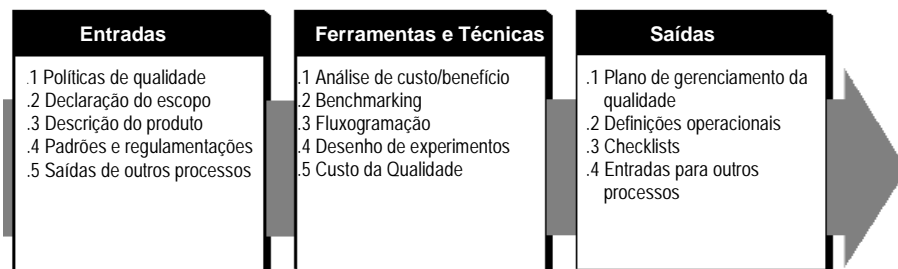 Entradas
.1 Políticas de qualidade
.2 Declaração do escopo
.3 Descrição do produto
.4 Padrões e regulamentações
.5 Saídas de outros processos
Ferramentas e Técnicas
.1 Análise de custo/benefício
.2 Benchmarking
.3 Fluxogramação
.4 Desenho de experimentos
.5 Custo da Qualidade
Saídas
.1 Plano de gerenciamento da
qualidade
.2 Definições operacionais
.3 Checklists
.4 Entradas para outros
processos